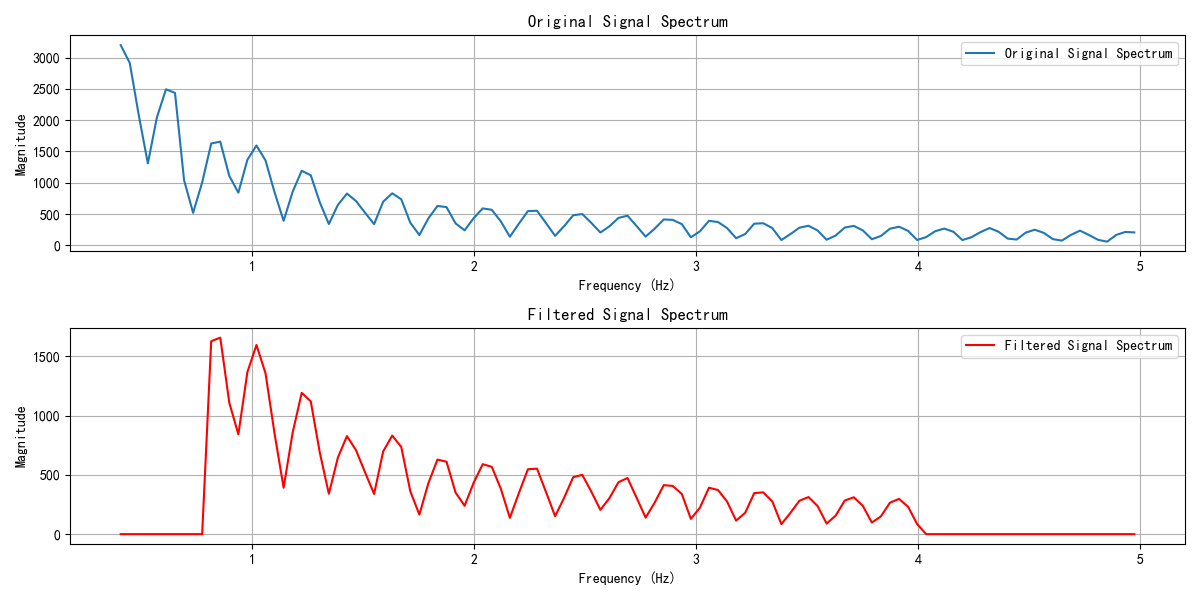 Original Signal Spectrum
Original Signal Spectrum
Magnitude
3000
2500
2000
1500
1000
500
0
1 2 3 4 5
Frequency (Hz)
Filtered Signal Spectrum
Filtered Signal Spectrum
Magnitude
1500
1000
500
0
1 2 3 4 5
Frequency (Hz)